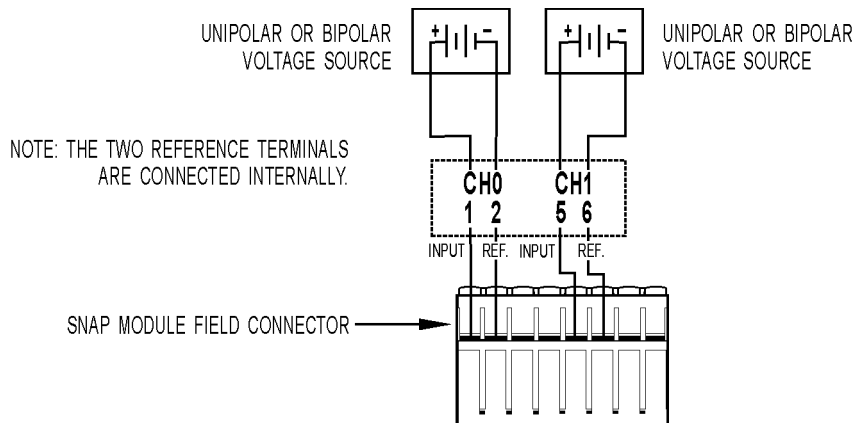 UNIPOLAR OR BIPOLAR
VOLTAGE SOURCE
+ -
+ -
UNIPOLAR OR BIPOLAR
VOLTAGE SOURCE
NOTE: THE TWO REFERENCE TERMINALS
ARE CONNECTED INTERNALLY.
CH0 CH1
1 2 5 6
INPUT REF. INPUT REF.
SNAP MODULE FIELD CONNECTOR